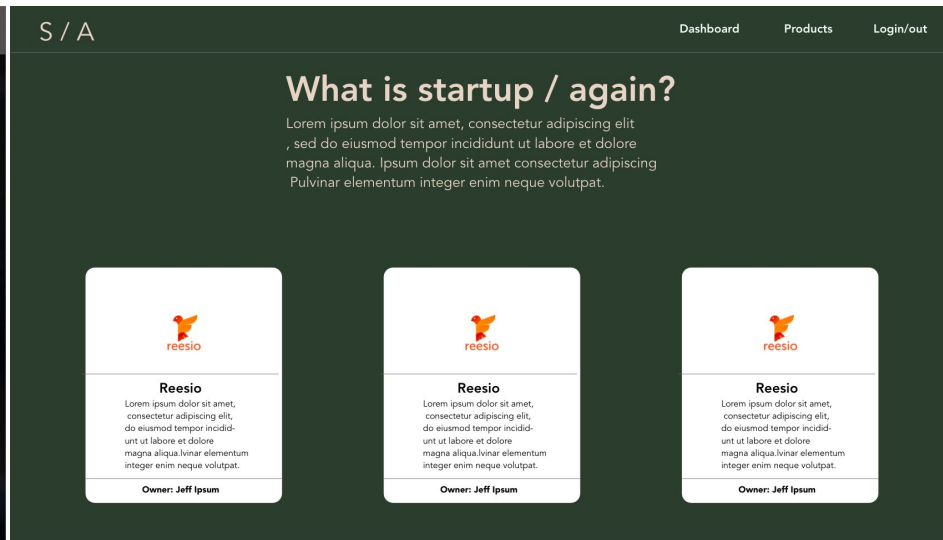 S / A
Dashboard Products Login/out
What is startup / again?
Lorem ipsum dolor sit amet, consectetur adipiscing elit
, sed do eiusmod tempor incididunt ut labore et dolore
magna aliqua. Ipsum dolor sit amet consectetur adipiscing
Pulvinar elementum integer enim neque volutpat.
reesio
Reesio
Lorem ipsum dolor sit amet,
consectetur adipiscing elit,
do eiusmod tempor incidid-
unt ut labore et dolore
magna aliqua.lvinar elementum
integer enim neque volutpat.
Owner: Jeff Ipsum
reesio
Reesio
Lorem ipsum dolor sit amet,
consectetur adipiscing elit,
do eiusmod tempor incidid-
unt ut labore et dolore
magna aliqua.lvinar elementum
integer enim neque volutpat.
Owner: Jeff Ipsum
reesio
Reesio
Lorem ipsum dolor sit amet,
consectetur adipiscing elit,
do eiusmod tempor incidid-
unt ut labore et dolore
magna aliqua.lvinar elementum
integer enim neque volutpat.
Owner: Jeff Ipsum